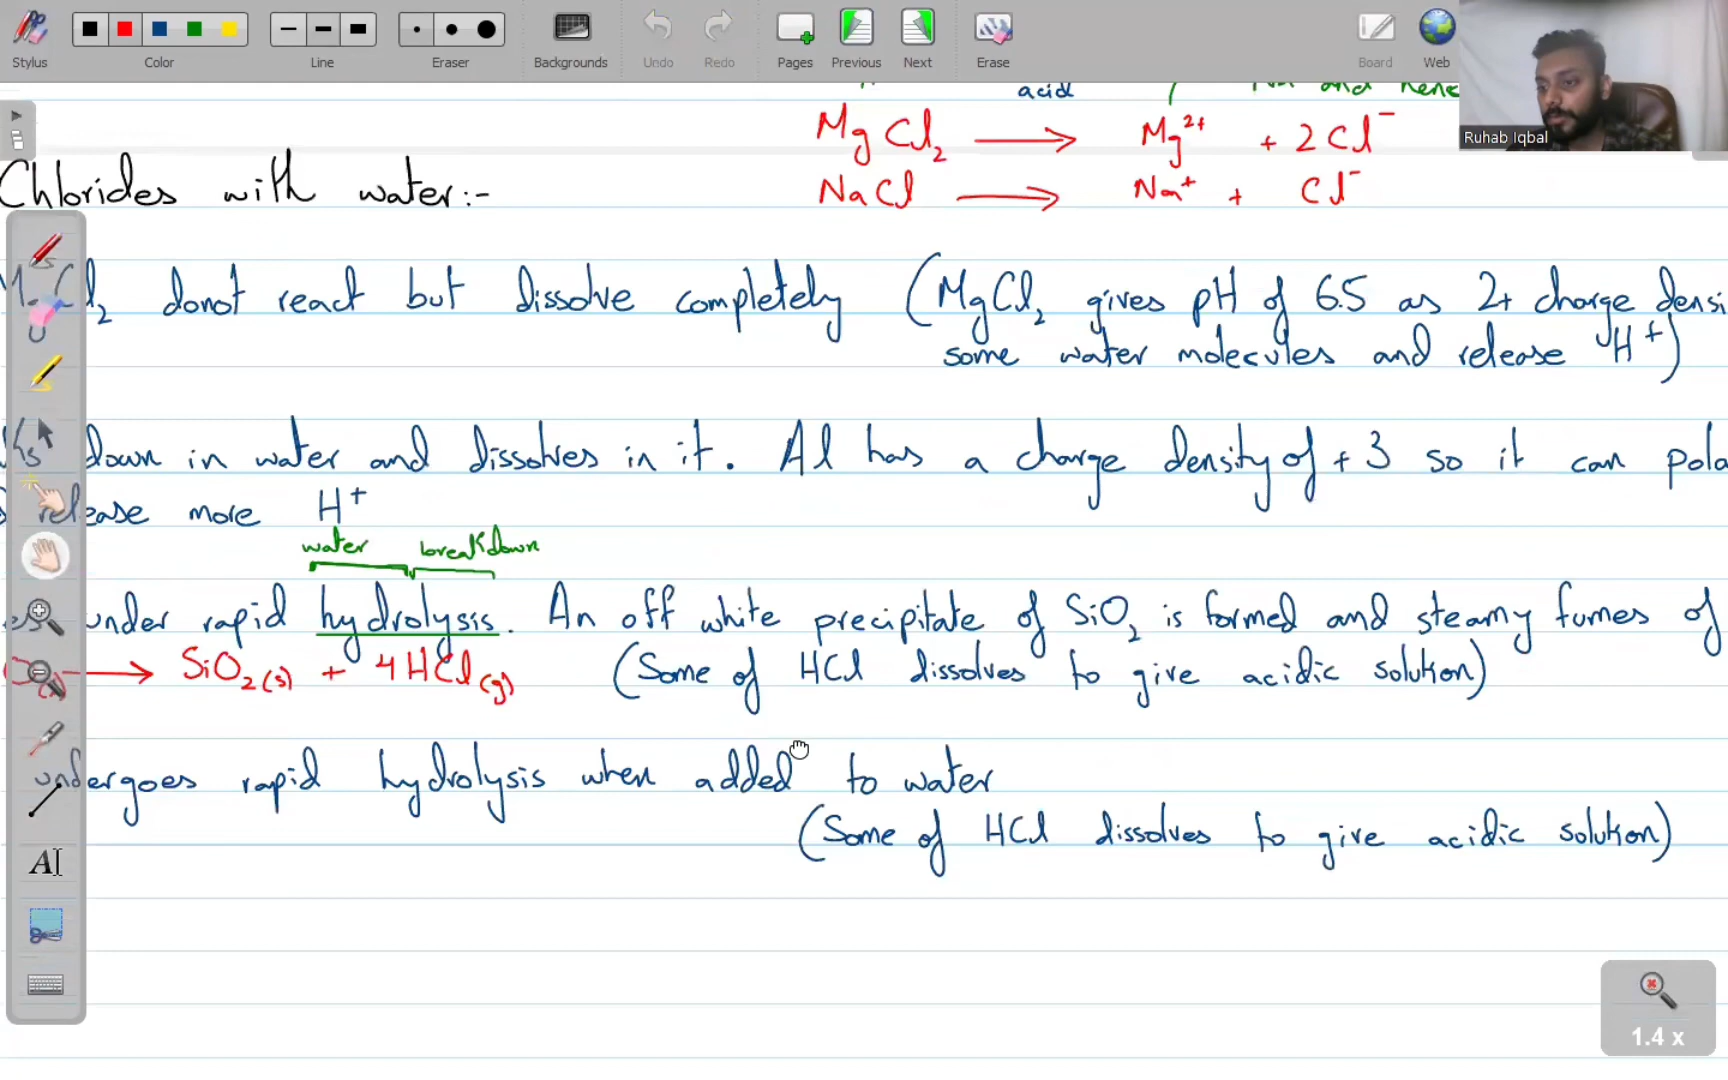 Stylus Color Line Eraser Backgrounds Undo Redo Pages Previous Next Erase Board Web
Ruhab Iqbal
acid and
MgCl2 → Mg2+ + 2Cl-
NaCl → Na+ + Cl-
Chlorides with water:-
donot react but dissolve completely (MgCl2 gives pH of 6.5 as 2+ charge densi
some water molecules and release H+)
down in water and dissolves in it. Al has a charge density of +3 so it can pola
release more H+
water breakdown
under rapid hydrolysis. An off white precipitate of SiO2 is formed and steamy fumes of
→ SiO2(s) + 4HCl(g) (Some of HCl dissolves to give acidic solution)
undergoes rapid hydrolysis when added to water
(Some of HCl dissolves to give acidic solution)
1.4 x